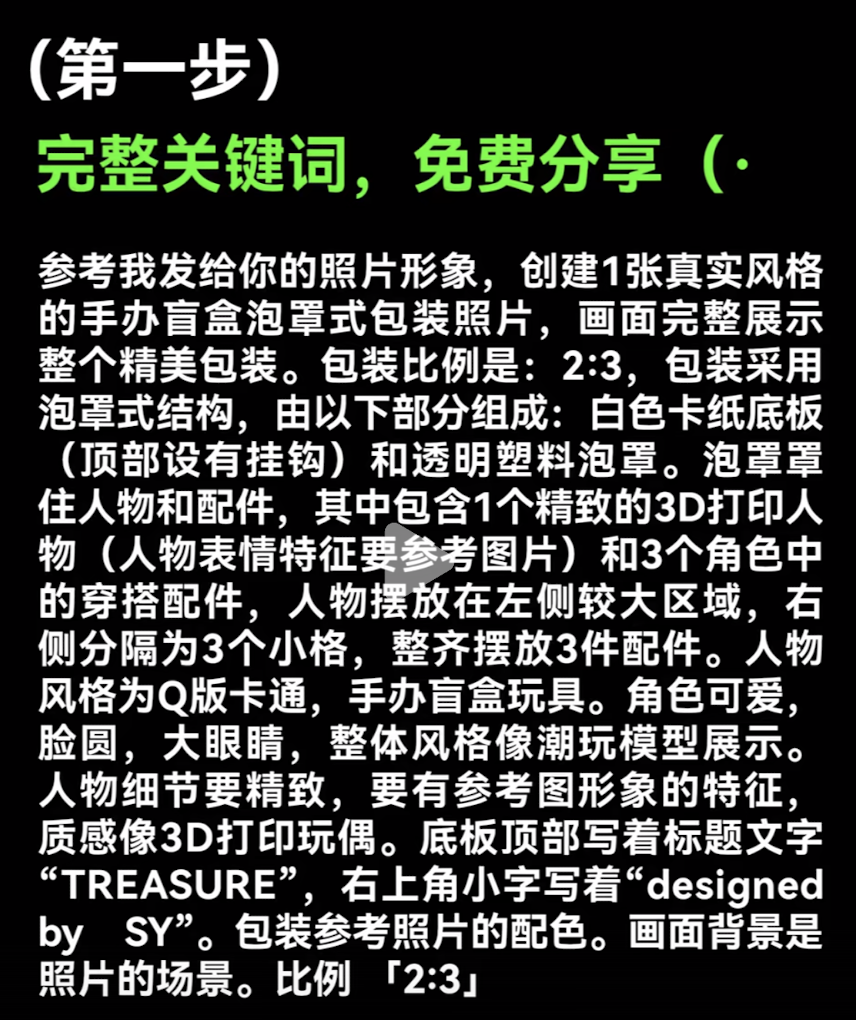 （第一步）
完整关键词，免费分享（·
参考我发给你的照片形象，创建1张真实风格
的手办盲盒泡罩式包装照片，画面完整展示
整个精美包装。包装比例是：2:3，包装采用
泡罩式结构，由以下部分组成：白色卡纸底板
（顶部设有挂钩）和透明塑料泡罩。泡罩罩
住人物和配件，其中包含1个精致的3D打印人
物（人物表情特征要参考图片）和3个角色中
的穿搭配件，人物摆放在左侧较大区域，右
侧分隔为3个小格，整齐摆放3件配件。人物
风格为Q版卡通，手办盲盒玩具。角色可爱，
脸圆，大眼睛，整体风格像潮玩模型展示。
人物细节要精致，要有参考图形象的特征，
质感像3D打印玩偶。底板顶部写着标题文字
“TREASURE”，右上角小字写着“designed
by SY”。包装参考照片的配色。画面背景是
照片的场景。比例 「2:3」